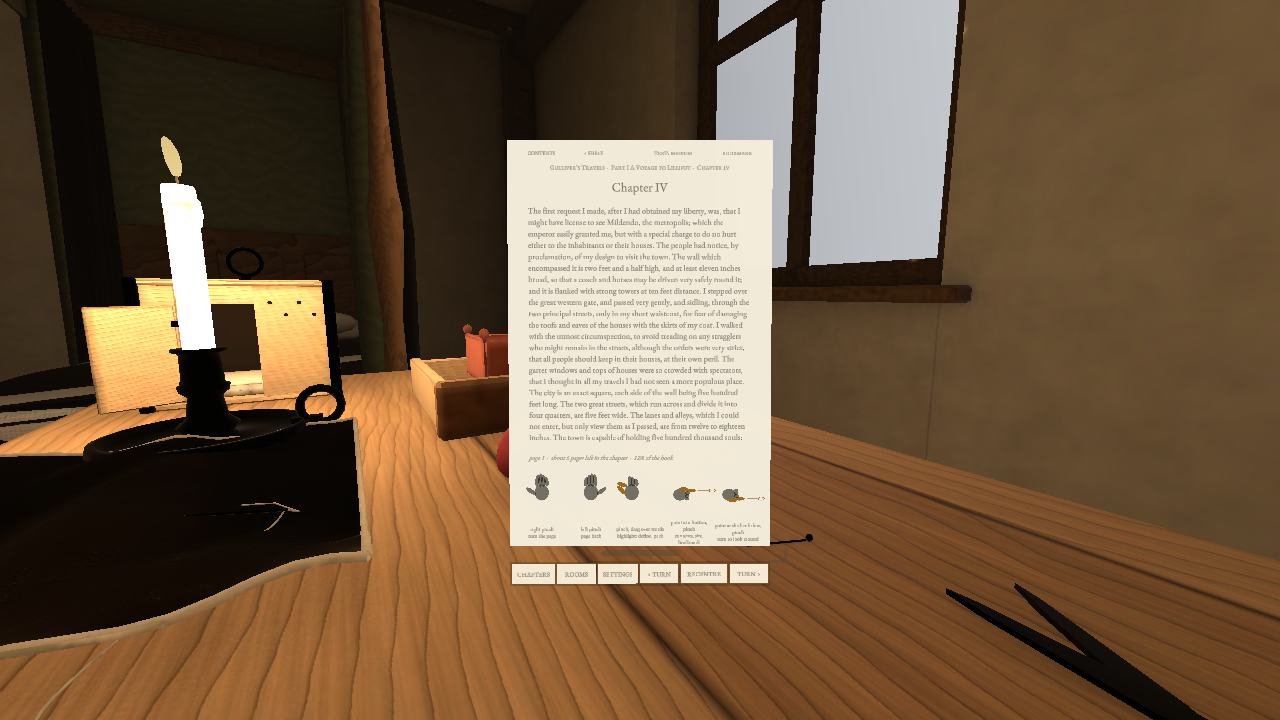 CONTENTS
GULLIVER'S TRAVELS · PART I A VOYAGE TO LILLIPUT · CHAPTER IV
Chapter IV
The first request I made, after I had obtained my liberty, was, that I
might have license to see Mildendo, the metropolis; which the
emperor easily granted me, but with a special charge to do no hurt
either to the inhabitants or their houses. The people had notice, by
proclamation, of my design to visit the town. The wall which
encompassed it is two feet and a half high, and at least eleven inches
broad, so that a coach and horses may be driven very safely round it;
and it is flanked with strong towers at ten feet distance. I stepped over
the great western gate, and passed very gently, and sidling, through the
two principal streets, only in my short waistcoat, for fear of damaging
the roofs and eaves of the houses with the skirts of my coat. I walked
with the utmost circumspection, to avoid treading on any stragglers
who might remain in the streets, although the orders were very strict,
that all people should keep in their houses, at their own peril. The
garret windows and tops of houses were so crowded with spectators,
that I thought in all my travels I had not seen a more populous place.
The city is an exact square, each side of the wall being five hundred
feet long. The two great streets, which run across and divide it into
four quarters, are five feet wide. The lanes and alleys, which I could
not enter, but only view them as I passed, are from twelve to eighteen
inches. The town is capable of holding five hundred thousand souls:
page 1 · about 6 pages left in the chapter · 12% of the book
right pinch
turn the page
left pinch
page back
CHAPTERS
ROOMS
SETTINGS
‹ TURN
RECENTRE
TURN ›